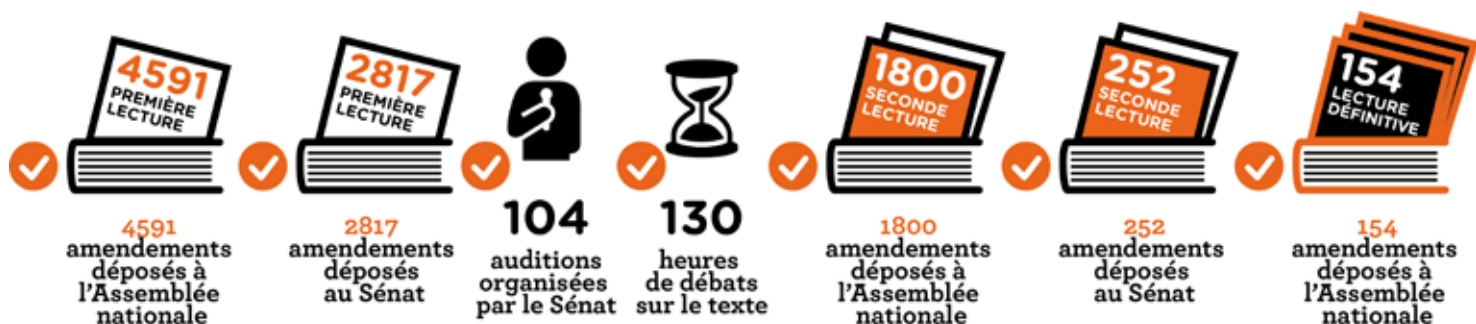 4591
PREMIÈRE
LECTURE
4591
amendements
déposés à
l'Assemblée
nationale
2817
PREMIÈRE
LECTURE
2817
amendements
déposés
au Sénat
104
auditions
organisées
par le Sénat
130
heures
de débats
sur le texte
1800
SECONDE
LECTURE
1800
amendements
déposés à
l'Assemblée
nationale
252
SECONDE
LECTURE
252
amendements
déposés
au Sénat
154
LECTURE
DÉFINITIVE
154
amendements
déposés à
l'Assemblée
nationale